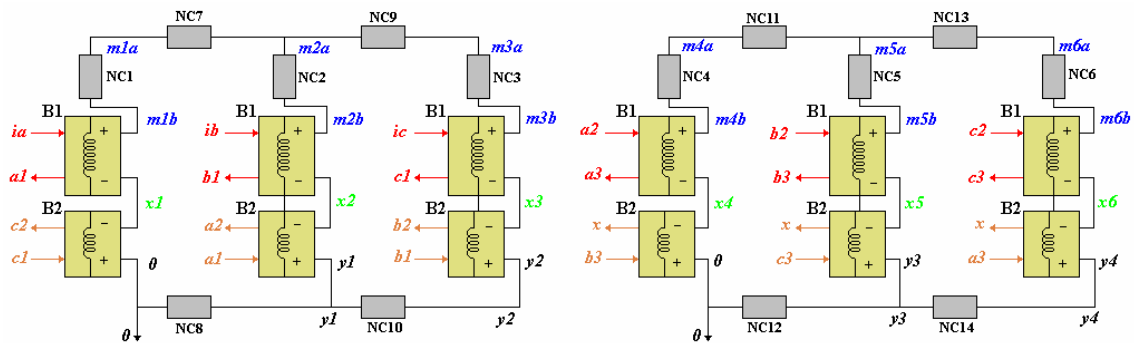 NC7 NC9 NC11 NC13
m1a m2a m3a m4a m5a m6a
NC1 NC2 NC3 NC4 NC5 NC6
B1 B1 B1 B1 B1 B1
ia + m1b ib + m2b ic + m3b a2 + m4b b2 + m5b c2 + m6b
a1 − b1 − c1 − a3 − b3 − c3 −
x1 x2 x3 x4 x5 x6
B2 B2 B2 B2 B2 B2
c2 − a2 − b2 − x − x − x −
c1 + 0 a1 + y1 b1 + y2 b3 + 0 c3 + y3 a3 + y4
NC8 y1 NC10 y2 NC12 y3 NC14 y4
0 0